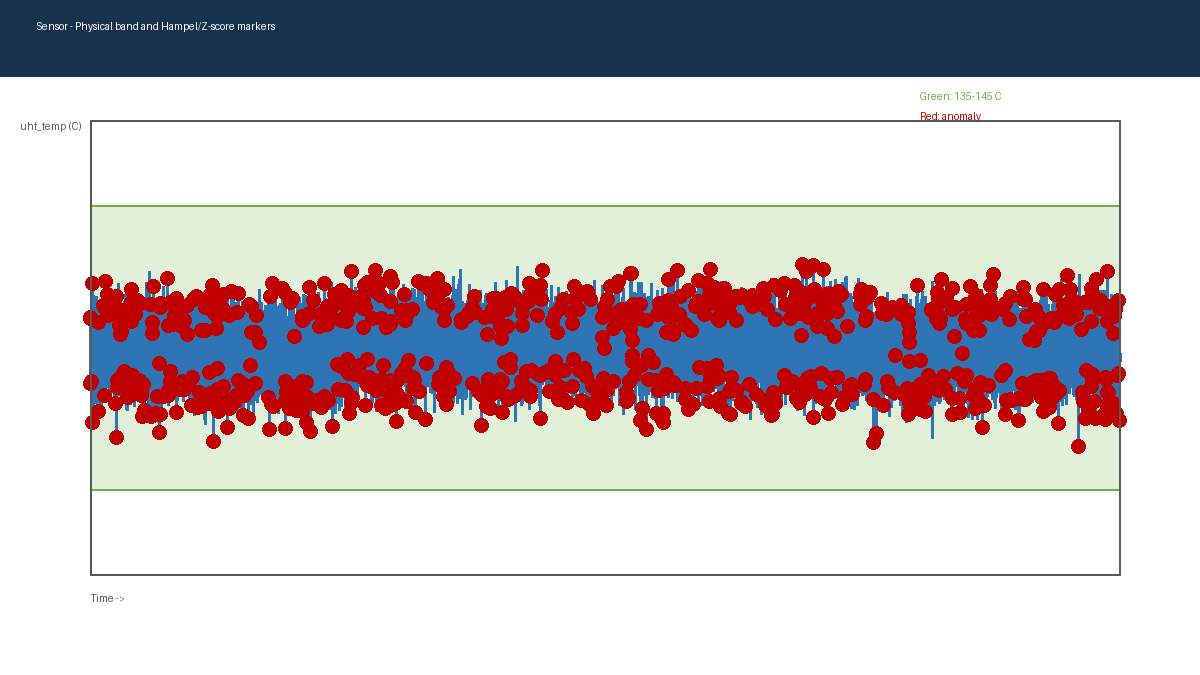 Sensor - Physical band and Hampel/Z-score markers
Green: 135-145 C
Red: anomaly
uht_temp (C)
Time ->